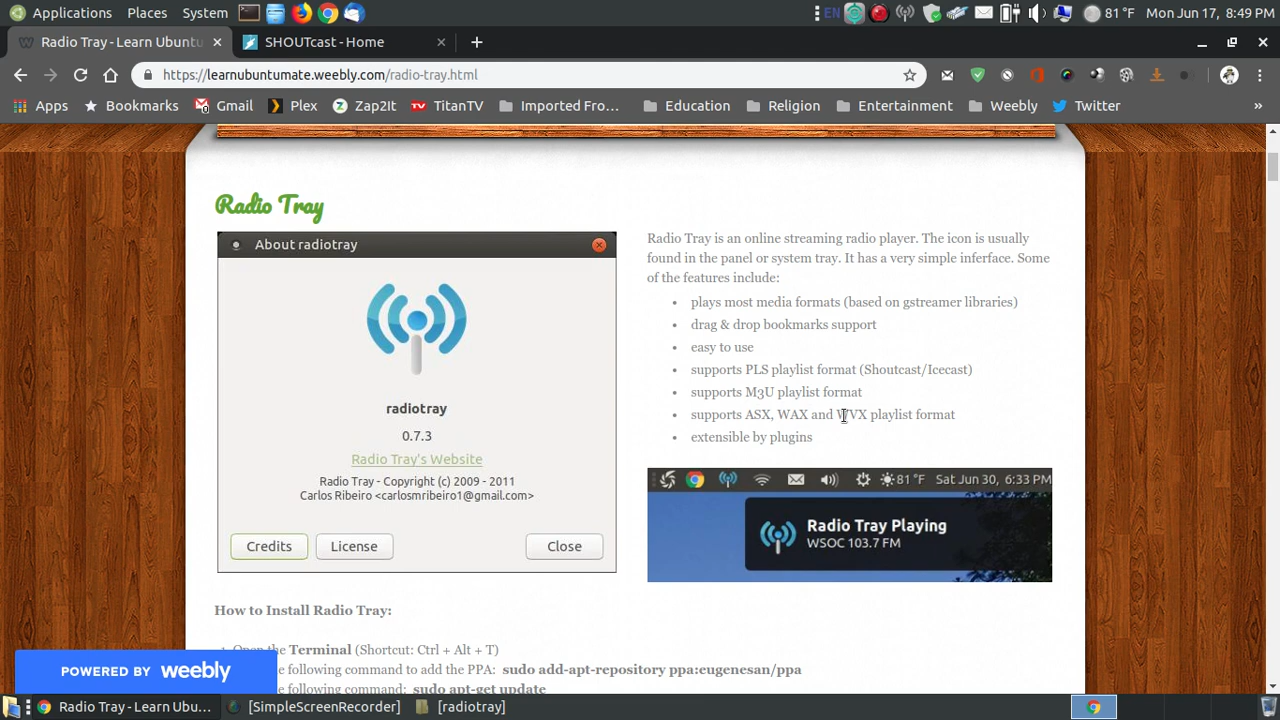 Applications Places System EN 81 °F Mon Jun 17, 8:49 PM
Radio Tray - Learn Ubuntu SHOUTcast - Home
https://learnubuntumate.weebly.com/radio-tray.html
Apps Bookmarks Gmail Plex Zap2It TitanTV Imported Fro... Education Religion Entertainment Weebly Twitter »
Radio Tray
About radiotray
radiotray
0.7.3
Radio Tray's Website
Radio Tray - Copyright (c) 2009 - 2011
Carlos Ribeiro <carlosmribeiro1@gmail.com>
Credits License Close
Radio Tray is an online streaming radio player. The icon is usually
found in the panel or system tray. It has a very simple inferface. Some
of the features include:
• plays most media formats (based on gstreamer libraries)
• drag & drop bookmarks support
• easy to use
• supports PLS playlist format (Shoutcast/Icecast)
• supports M3U playlist format
• supports ASX, WAX and WVX playlist format
• extensible by plugins
81 °F Sat Jun 30, 6:33 PM
Radio Tray Playing
WSOC 103.7 FM
How to Install Radio Tray:
Open the Terminal (Shortcut: Ctrl + Alt + T)
following command to add the PPA: sudo add-apt-repository ppa:eugenesan/ppa
following command: sudo apt-get update
POWERED BY weebly
Radio Tray - Learn Ubu... [SimpleScreenRecorder] [radiotray]